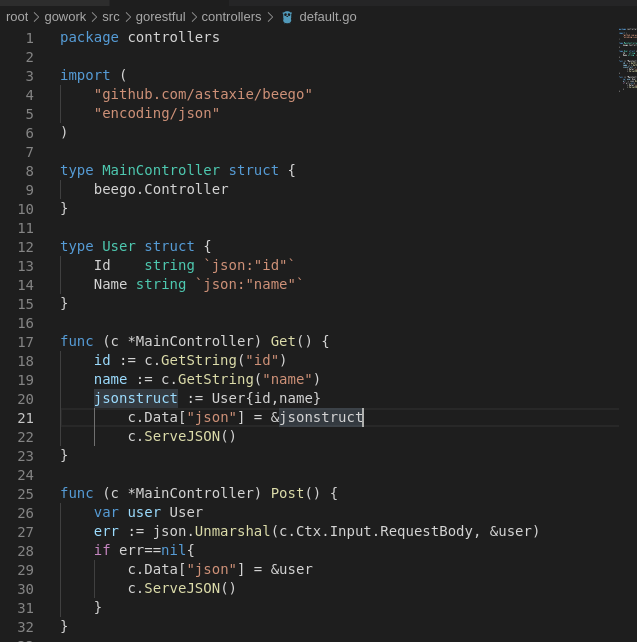 root > gowork > src > gorestful > controllers > default.go
1 package controllers
2
3 import (
4     "github.com/astaxie/beego"
5     "encoding/json"
6 )
7
8 type MainController struct {
9     beego.Controller
10 }
11
12 type User struct {
13     Id    string `json:"id"`
14     Name string `json:"name"`
15 }
16
17 func (c *MainController) Get() {
18     id := c.GetString("id")
19     name := c.GetString("name")
20     jsonstruct := User{id,name}
21         c.Data["json"] = &jsonstruct
22         c.ServeJSON()
23 }
24
25 func (c *MainController) Post() {
26     var user User
27     err := json.Unmarshal(c.Ctx.Input.RequestBody, &user)
28     if err==nil{
29         c.Data["json"] = &user
30         c.ServeJSON()
31     }
32 }